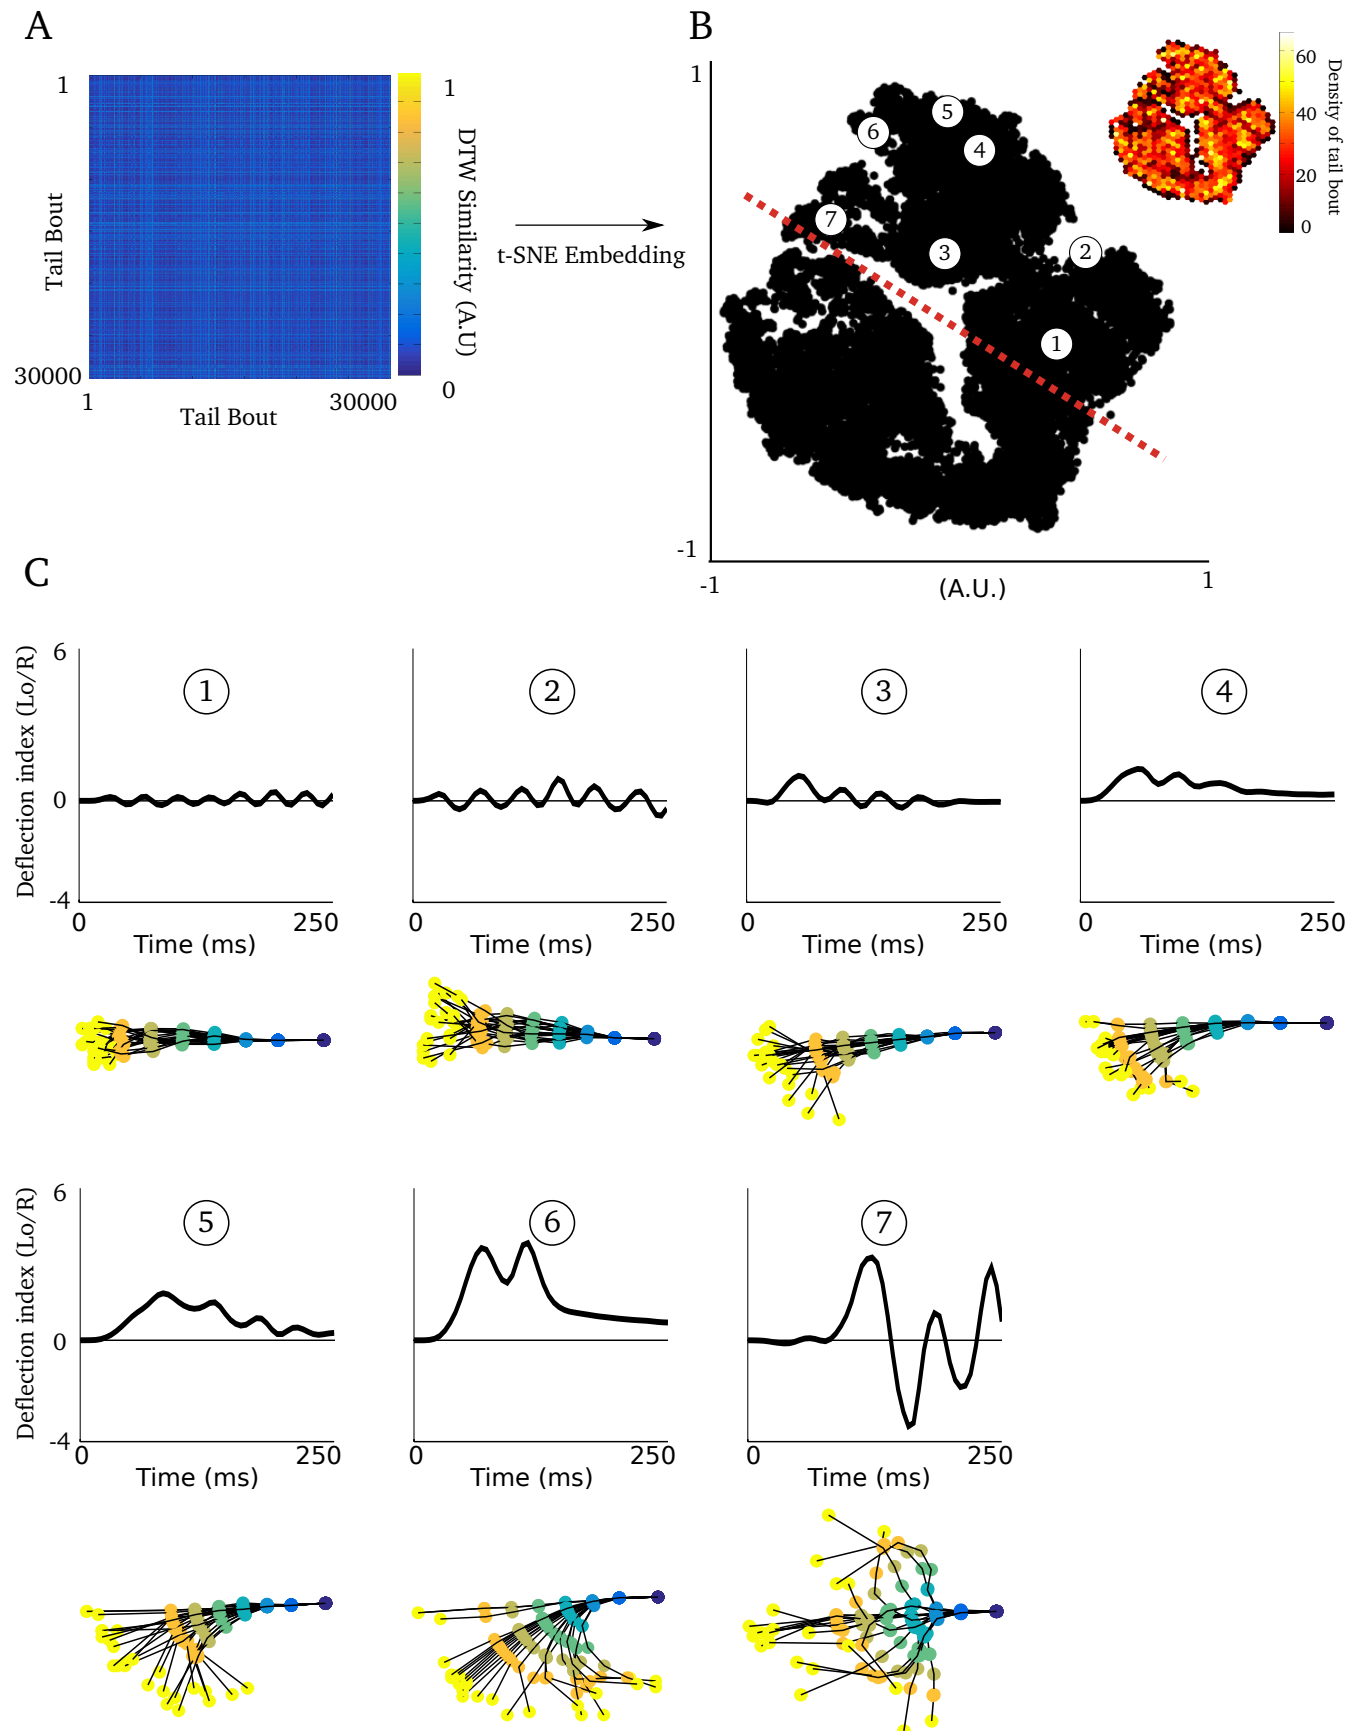 A
1
Tail Bout
30000
1
30000
Tail Bout
1
DTW Similarity (A.U)
0
t-SNE Embedding
B
1
-1
-1
1
(A.U.)
5
6
4
7
3
2
1
60
40
20
0
Density of tail bout
C
Deflection index (Lo/R)
6
0
-4
1
0
250
Time (ms)
2
0
250
Time (ms)
3
0
250
Time (ms)
4
0
250
Time (ms)
Deflection index (Lo/R)
6
0
-4
5
0
250
Time (ms)
6
0
250
Time (ms)
7
0
250
Time (ms)